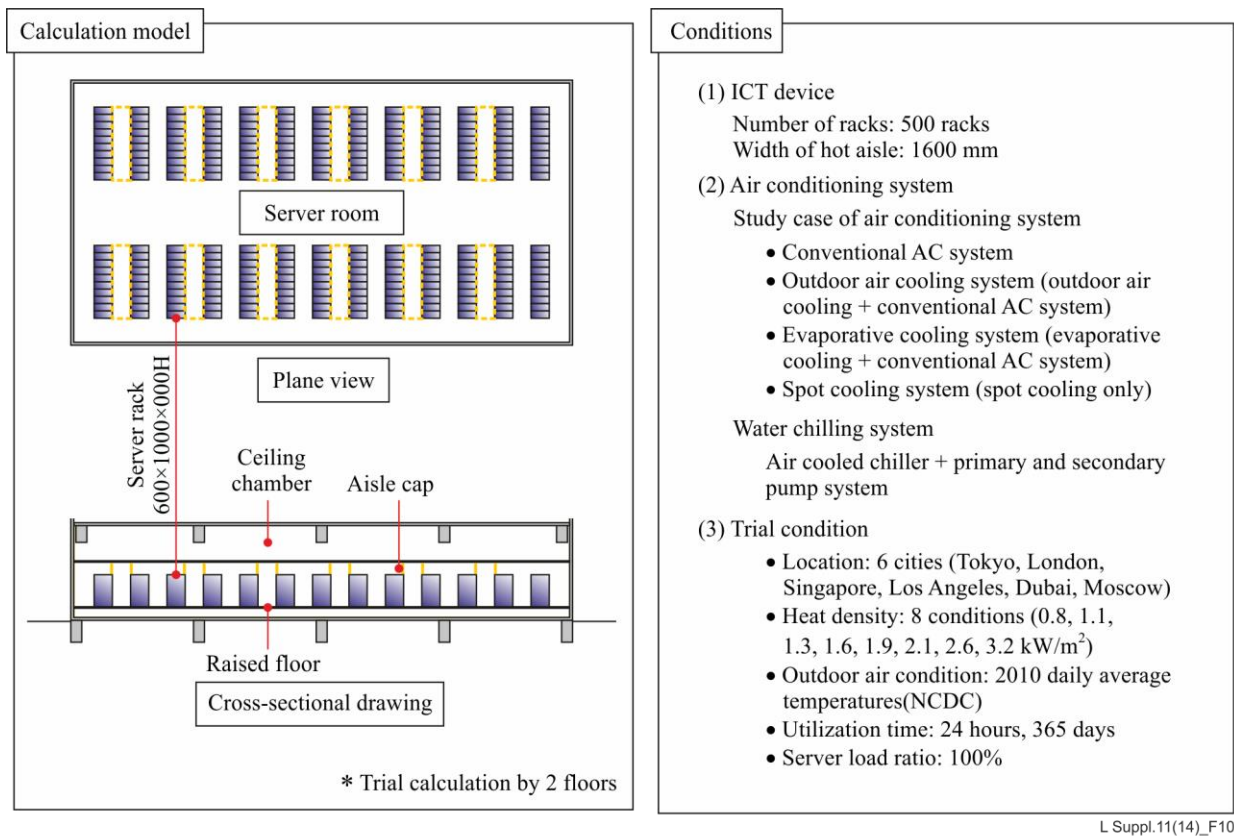 Calculation model
Server room
Plane view
Server rack
600×1000×000H
Ceiling
chamber
Aisle cap
Raised floor
Cross-sectional drawing
* Trial calculation by 2 floors
Conditions
(1) ICT device
Number of racks: 500 racks
Width of hot aisle: 1600 mm
(2) Air conditioning system
Study case of air conditioning system
• Conventional AC system
• Outdoor air cooling system (outdoor air
cooling + conventional AC system)
• Evaporative cooling system (evaporative
cooling + conventional AC system)
• Spot cooling system (spot cooling only)
Water chilling system
Air cooled chiller + primary and secondary
pump system
(3) Trial condition
• Location: 6 cities (Tokyo, London,
Singapore, Los Angeles, Dubai, Moscow)
• Heat density: 8 conditions (0.8, 1.1,
1.3, 1.6, 1.9, 2.1, 2.6, 3.2 kW/m²)
• Outdoor air condition: 2010 daily average
temperatures(NCDC)
• Utilization time: 24 hours, 365 days
• Server load ratio: 100%
L Suppl.11(14)_F10